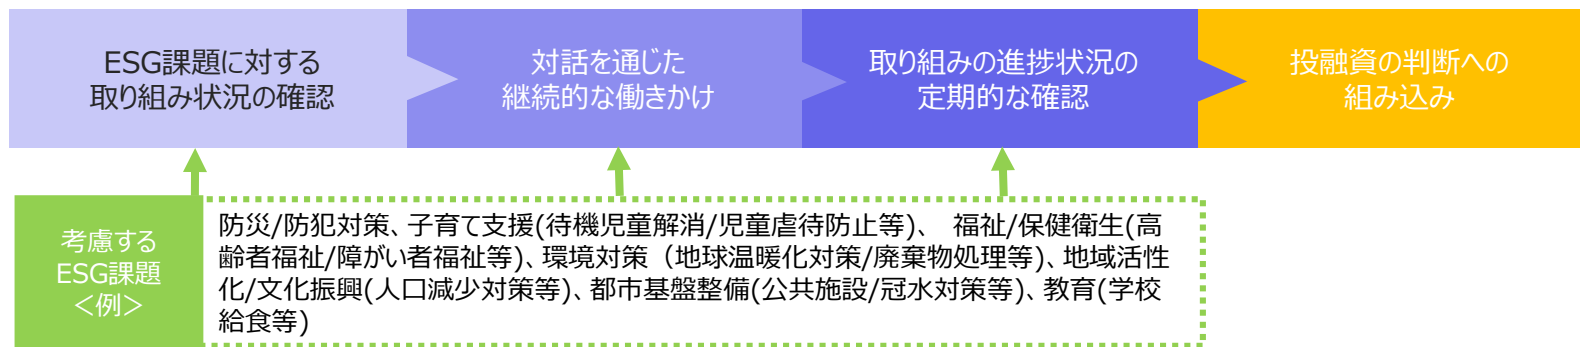 ESG課題に対する
取り組み状況の確認
対話を通じた
継続的な働きかけ
取り組みの進捗状況の
定期的な確認
投融資の判断への
組み込み
考慮する
ESG課題
＜例＞
防災/防犯対策、子育て支援(待機児童解消/児童虐待防止等)、 福祉/保健衛生(高
齢者福祉/障がい者福祉等)、環境対策（地球温暖化対策/廃棄物処理等)、地域活性
化/文化振興(人口減少対策等)、都市基盤整備(公共施設/冠水対策等)、教育(学校
給食等)